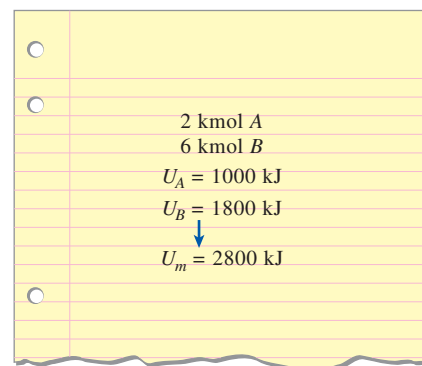 2 kmol A
6 kmol B
U_A = 1000 kJ
U_B = 1800 kJ
U_m = 2800 kJ